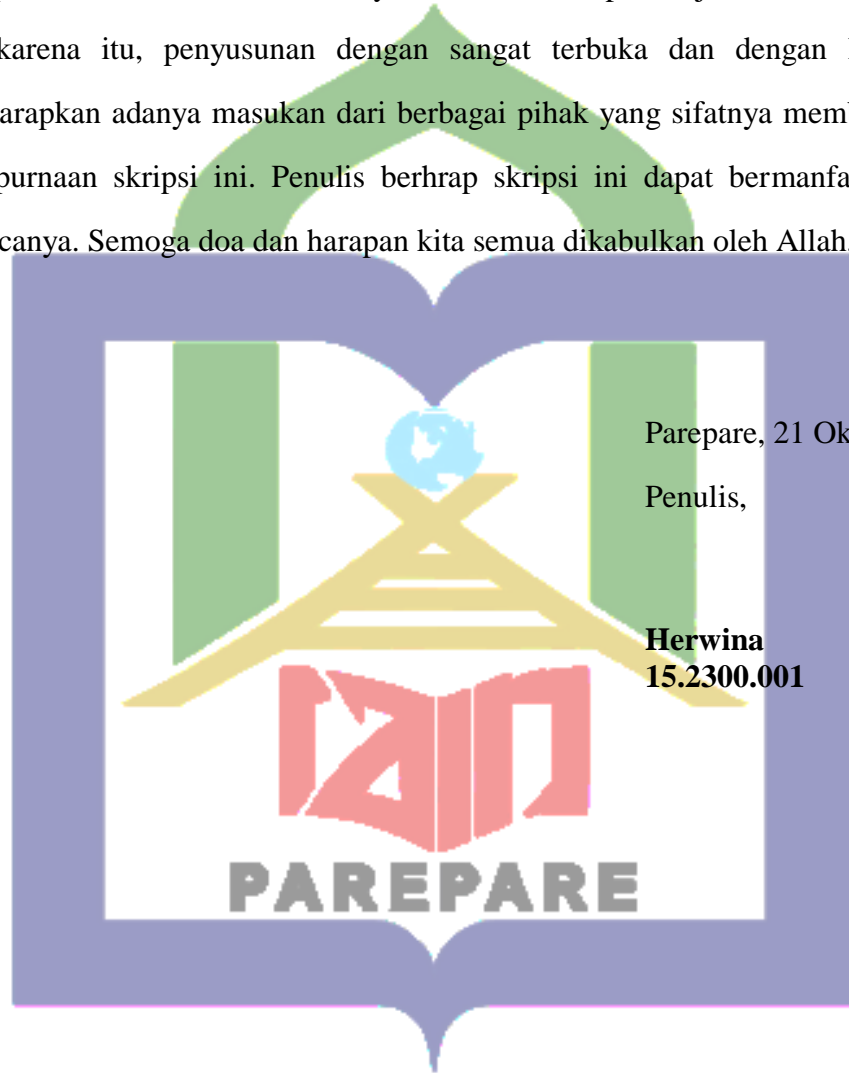 karena itu, penyusunan dengan sangat terbuka dan dengan
arapkan adanya masukan dari berbagai pihak yang sifatnya memb
purnaan skripsi ini. Penulis berhrap skripsi ini dapat bermanfa
canya. Semoga doa dan harapan kita semua dikabulkan oleh Allah.
Parepare, 21 Ok
Penulis,
Herwina
15.2300.001
iain
PAREPARE